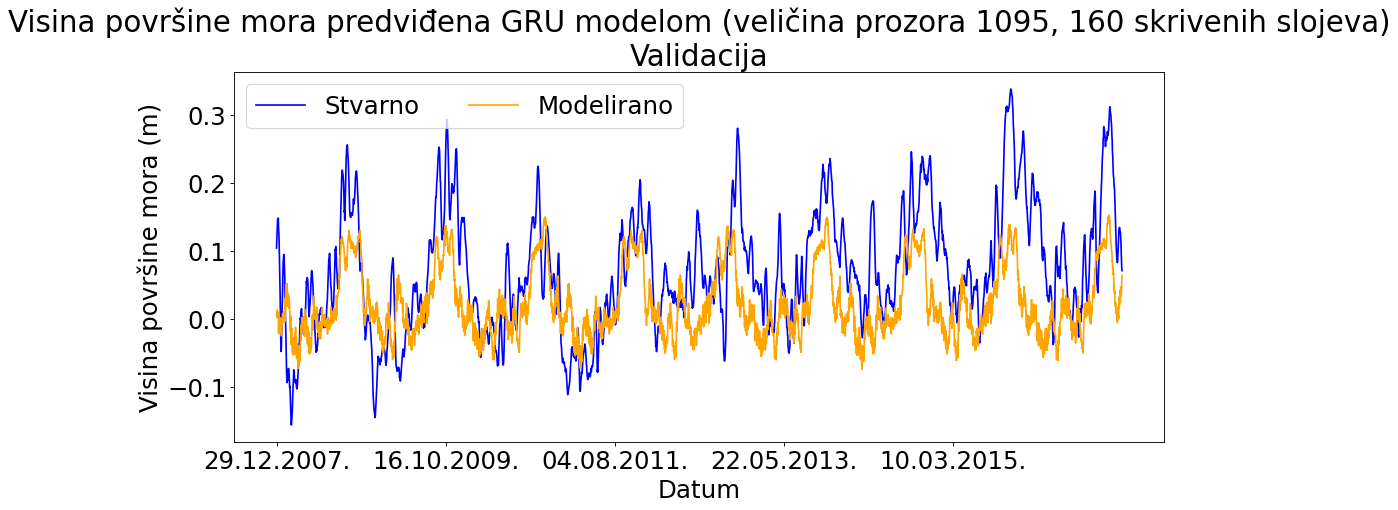 Visina površine mora predviđena GRU modelom (veličina prozora 1095, 160 skrivenih slojeva)
Validacija
Stvarno
Modelirano
Visina površine mora (m)
0.3
0.2
0.1
0.0
−0.1
29.12.2007.
16.10.2009.
04.08.2011.
22.05.2013.
10.03.2015.
Datum